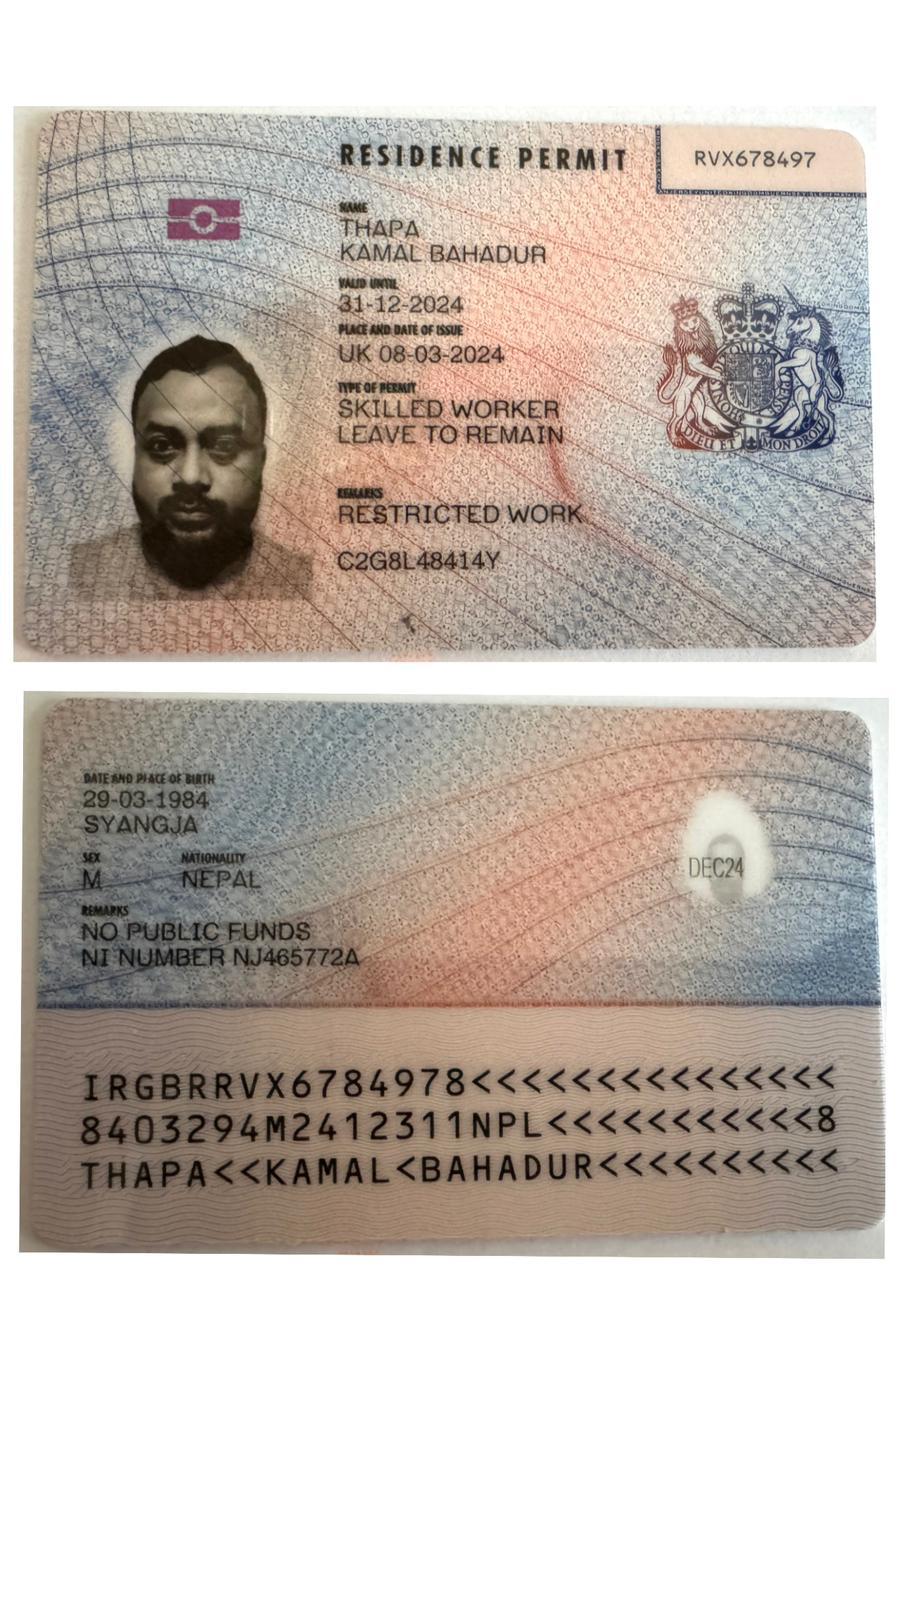 RESIDENCE PERMIT
RVX678497
NAME
THAPA
KAMAL BAHADUR
VALID UNTIL
31-12-2024
PLACE AND DATE OF ISSUE
UK 08-03-2024
TYPE OF PERMIT
SKILLED WORKER
LEAVE TO REMAIN
REMARKS
RESTRICTED WORK
C2G8L48414Y
DIEU ET MON DROIT
DATE AND PLACE OF BIRTH
29-03-1984
SYANGJA
SEX NATIONALITY
M NEPAL
REMARKS
NO PUBLIC FUNDS
NI NUMBER NJ465772A
DEC24
IRGBRRVX6784978<<<<<<<<<<<<<<<
8403294M2412311NPL<<<<<<<<<<<8
THAPA<<KAMAL<BAHADUR<<<<<<<<<<